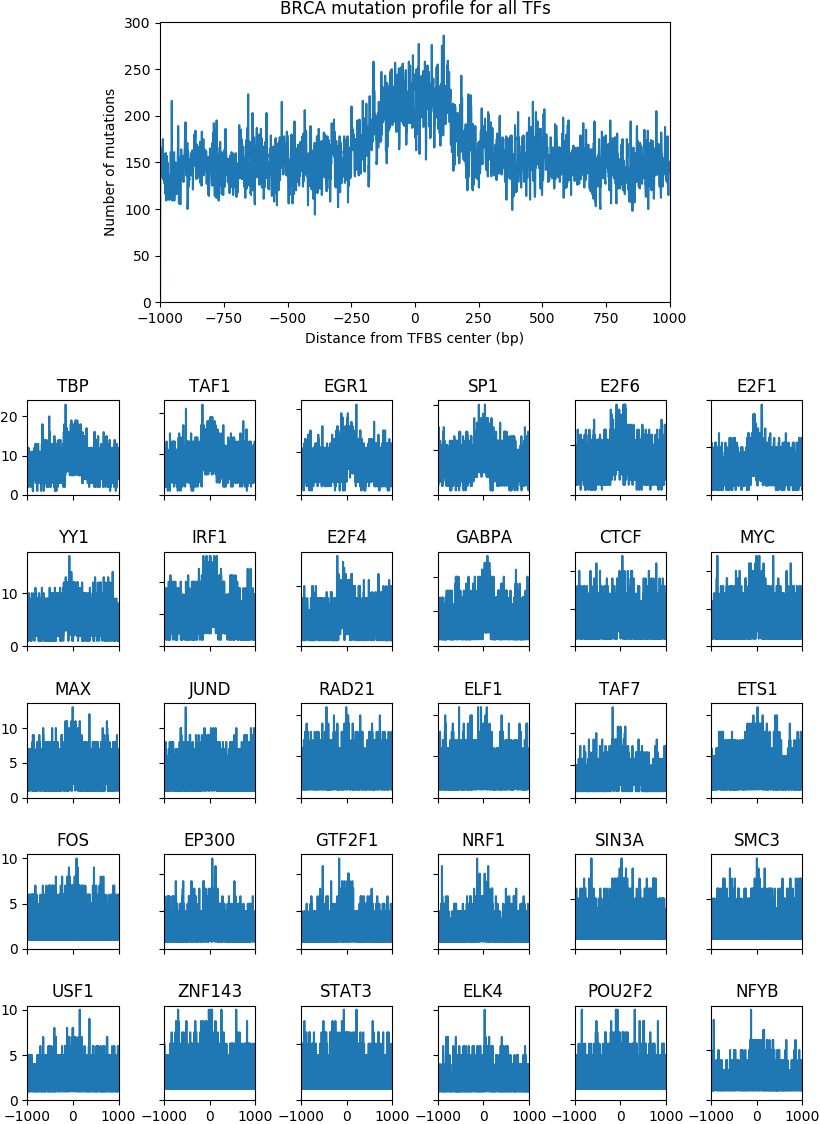 BRCA mutation profile for all TFs
300
250
200
150
100
50
0
Number of mutations
−1000 −750 −500 −250 0 250 500 750 1000
Distance from TFBS center (bp)
TBP TAF1 EGR1 SP1 E2F6 E2F1
20
10
0
YY1 IRF1 E2F4 GABPA CTCF MYC
10
0
MAX JUND RAD21 ELF1 TAF7 ETS1
10
5
0
FOS EP300 GTF2F1 NRF1 SIN3A SMC3
10
5
0
USF1 ZNF143 STAT3 ELK4 POU2F2 NFYB
10
5
0
−1000 0 1000 −1000 0 1000 −1000 0 1000 −1000 0 1000 −1000 0 1000 −1000 0 1000